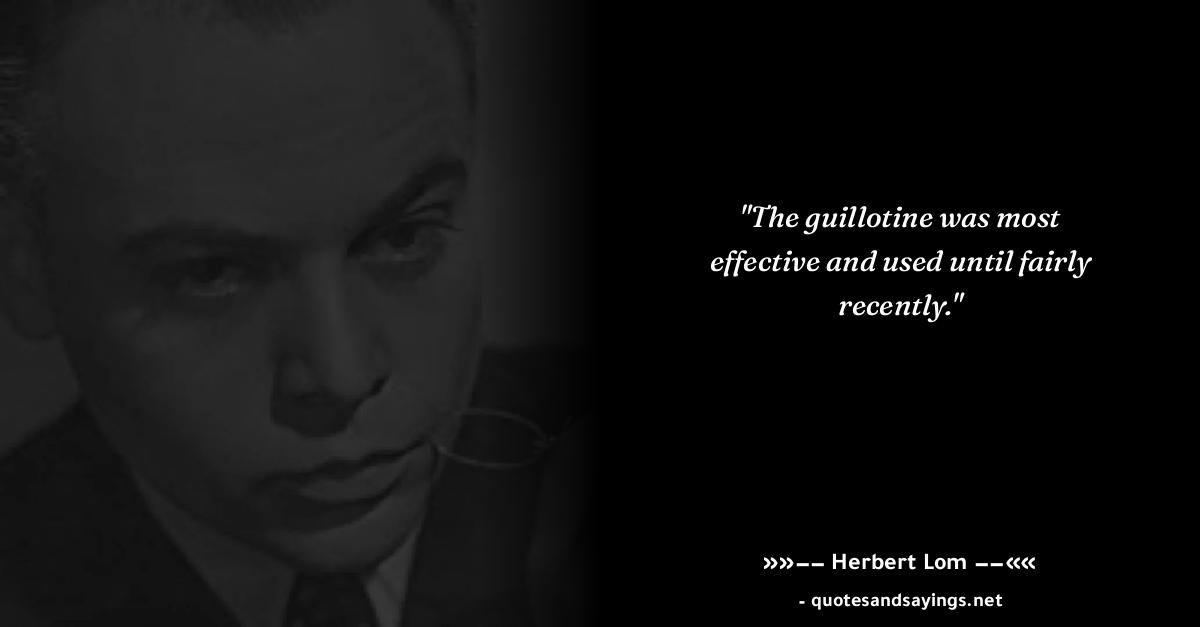 "The guillotine was most
effective and used until fairly
recently."
»»−− Herbert Lom −−««
- quotesandsayings.net